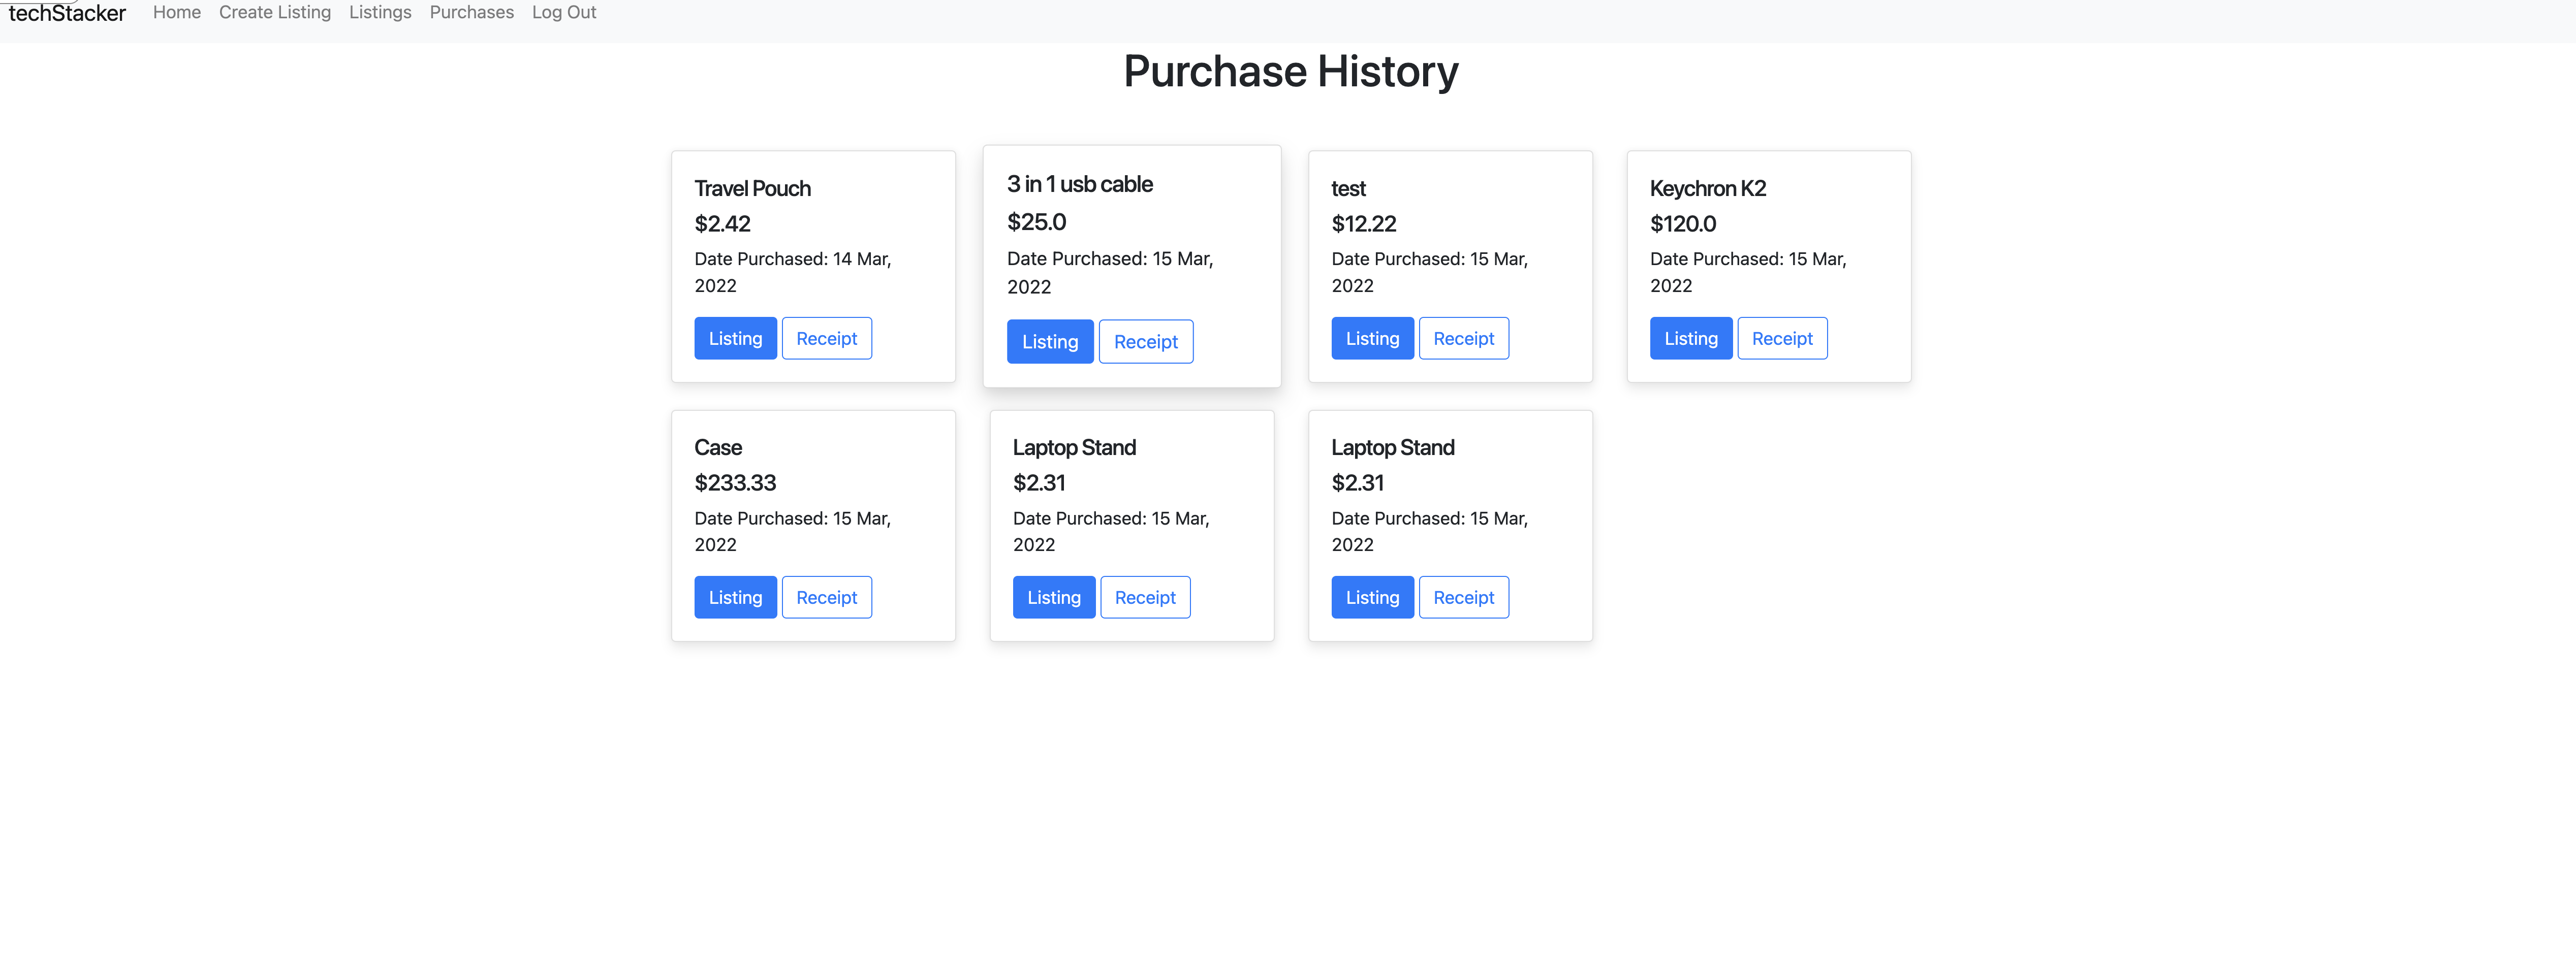 techStacker Home Create Listing Listings Purchases Log Out
Purchase History
Travel Pouch
$2.42
Date Purchased: 14 Mar,
2022
Listing Receipt
3 in 1 usb cable
$25.0
Date Purchased: 15 Mar,
2022
Listing Receipt
test
$12.22
Date Purchased: 15 Mar,
2022
Listing Receipt
Keychron K2
$120.0
Date Purchased: 15 Mar,
2022
Listing Receipt
Case
$233.33
Date Purchased: 15 Mar,
2022
Listing Receipt
Laptop Stand
$2.31
Date Purchased: 15 Mar,
2022
Listing Receipt
Laptop Stand
$2.31
Date Purchased: 15 Mar,
2022
Listing Receipt